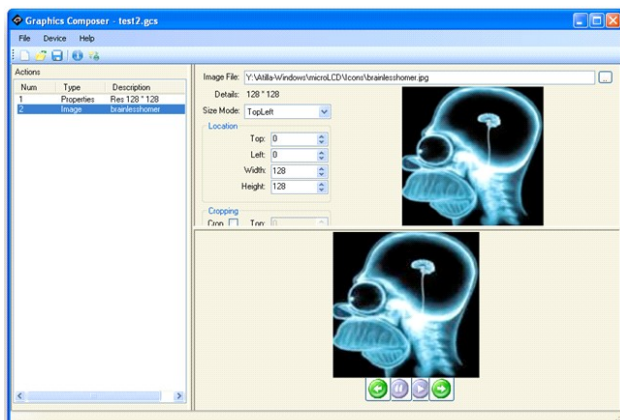 Graphics Composer - test2.gcs
File Device Help
Actions
Num Type Description
1 Properties Res 128 * 128
2 Image brainlesshomer
Image File: Y:\Atilla-Windows\microLCD\Icons\brainlesshomer.jpg ...
Details: 128 * 128
Size Mode: TopLeft
Location
Top: 0
Left: 0
Width: 128
Height: 128
Cropping
Crop Top: 0